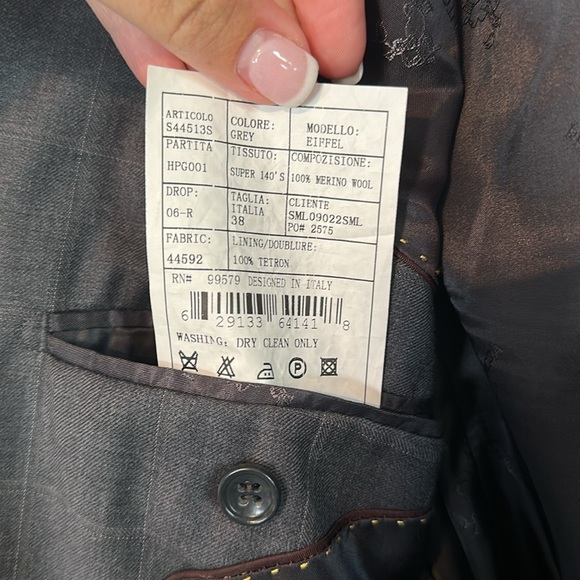 ARTICOLO
S44513S
COLORE:
GREY
MODELLO:
EIFFEL
PARTITA
HPG001
TISSUTO:
SUPER 140'S
COMPOZISIONE:
100% MERINO WOOL
DROP:
06-R
TAGLIA:
ITALIA
38
CLIENTE
SML09022SML
PO# 2575
FABRIC:
44592
LINING/DOUBLURE:
100% TETRON
RN# 99579 DESIGNED IN ITALY
6 29133 64141 8
WASHING: DRY CLEAN ONLY
P